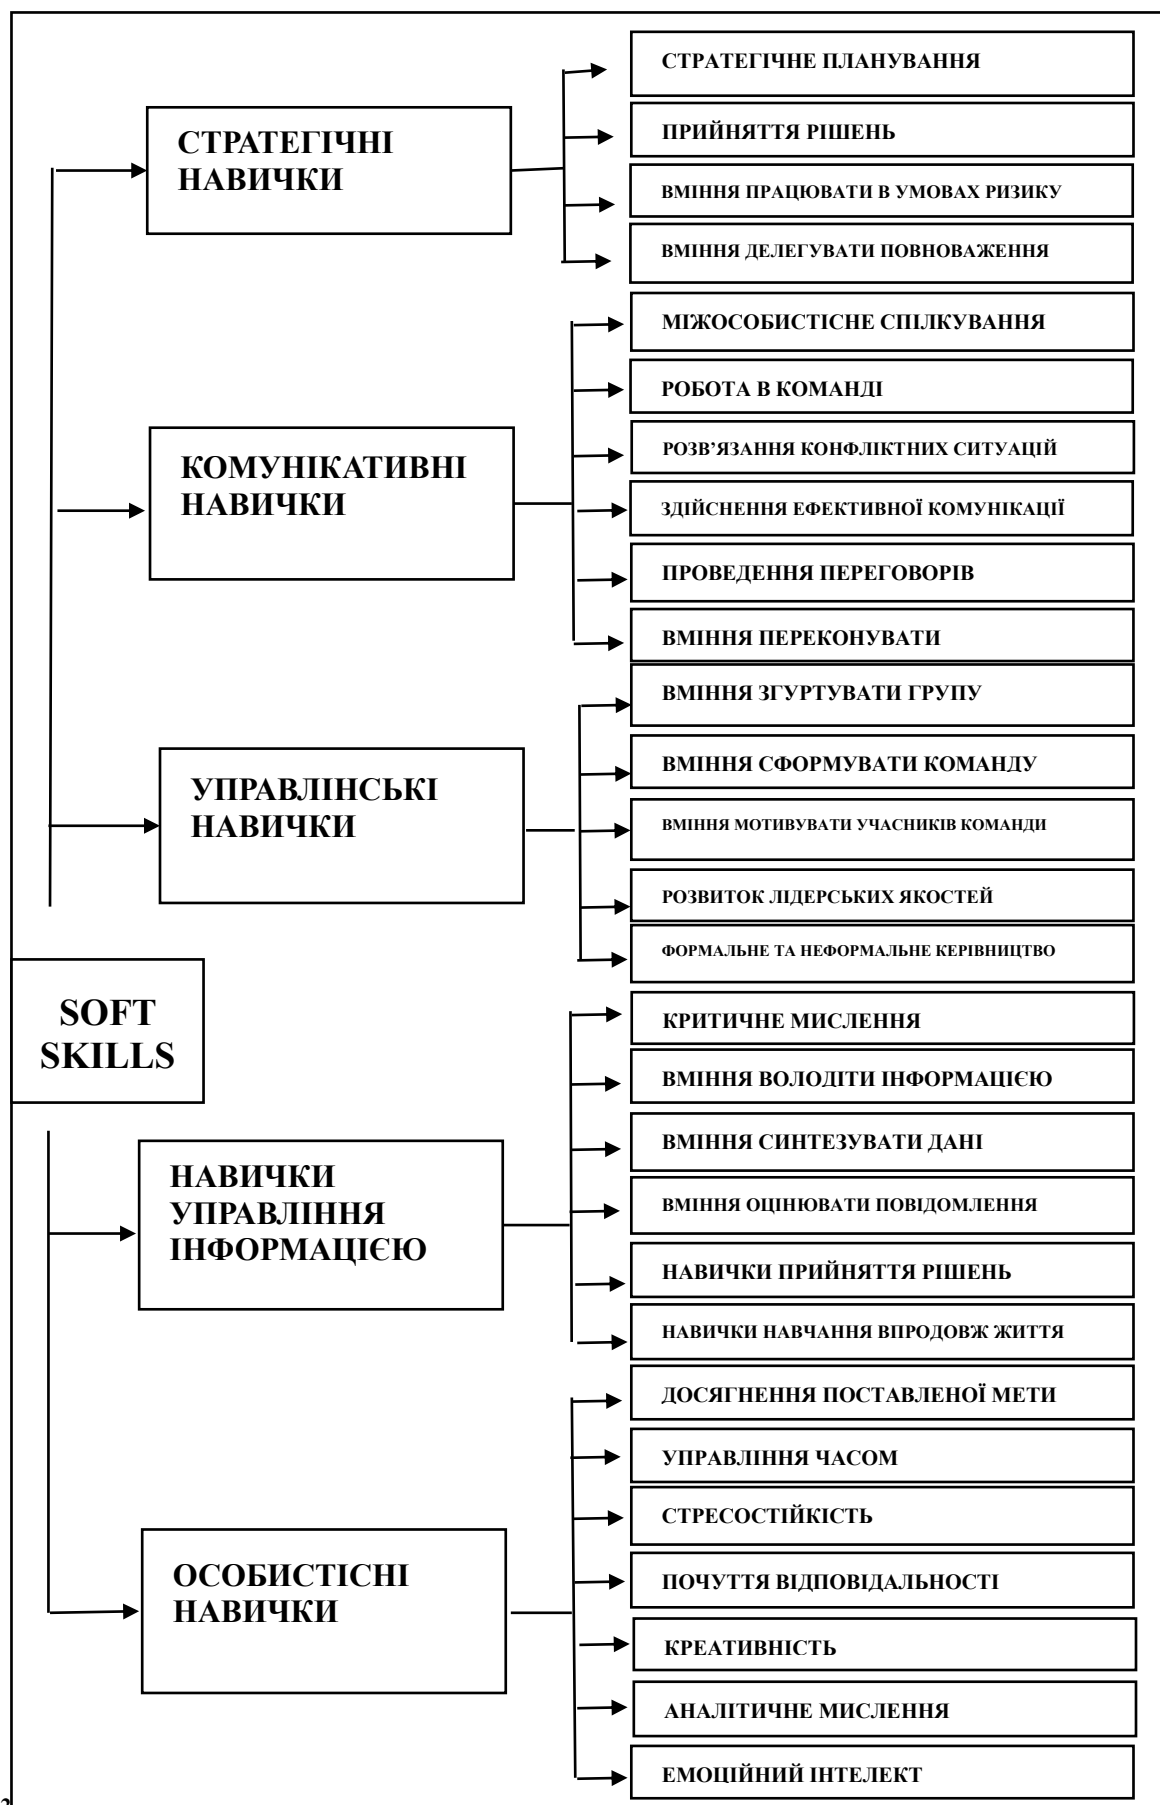 СТРАТЕГІЧНІ
НАВИЧКИ
СТРАТЕГІЧНЕ ПЛАНУВАННЯ
ПРИЙНЯТТЯ РІШЕНЬ
ВМІННЯ ПРАЦЮВАТИ В УМОВАХ РИЗИКУ
ВМІННЯ ДЕЛЕГУВАТИ ПОВНОВАЖЕННЯ
КОМУНІКАТИВНІ
НАВИЧКИ
МІЖОСОБИСТІСНЕ СПІЛКУВАННЯ
РОБОТА В КОМАНДІ
РОЗВ’ЯЗАННЯ КОНФЛІКТНИХ СИТУАЦІЙ
ЗДІЙСНЕННЯ ЕФЕКТИВНОЇ КОМУНІКАЦІЇ
ПРОВЕДЕННЯ ПЕРЕГОВОРІВ
ВМІННЯ ПЕРЕКОНУВАТИ
УПРАВЛІНСЬКІ
НАВИЧКИ
ВМІННЯ ЗГУРТУВАТИ ГРУПУ
ВМІННЯ СФОРМУВАТИ КОМАНДУ
ВМІННЯ МОТИВУВАТИ УЧАСНИКІВ КОМАНДИ
РОЗВИТОК ЛІДЕРСЬКИХ ЯКОСТЕЙ
ФОРМАЛЬНЕ ТА НЕФОРМАЛЬНЕ КЕРІВНИЦТВО
SOFT
SKILLS
НАВИЧКИ
УПРАВЛІННЯ
ІНФОРМАЦІЄЮ
КРИТИЧНЕ МИСЛЕННЯ
ВМІННЯ ВОЛОДІТИ ІНФОРМАЦІЄЮ
ВМІННЯ СИНТЕЗУВАТИ ДАНІ
ВМІННЯ ОЦІНЮВАТИ ПОВІДОМЛЕННЯ
НАВИЧКИ ПРИЙНЯТТЯ РІШЕНЬ
НАВИЧКИ НАВЧАННЯ ВПРОДОВЖ ЖИТТЯ
ОСОБИСТІСНІ
НАВИЧКИ
ДОСЯГНЕННЯ ПОСТАВЛЕНОЇ МЕТИ
УПРАВЛІННЯ ЧАСОМ
СТРЕСОСТІЙКІСТЬ
ПОЧУТТЯ ВІДПОВІДАЛЬНОСТІ
КРЕАТИВНІСТЬ
АНАЛІТИЧНЕ МИСЛЕННЯ
ЕМОЦІЙНИЙ ІНТЕЛЕКТ